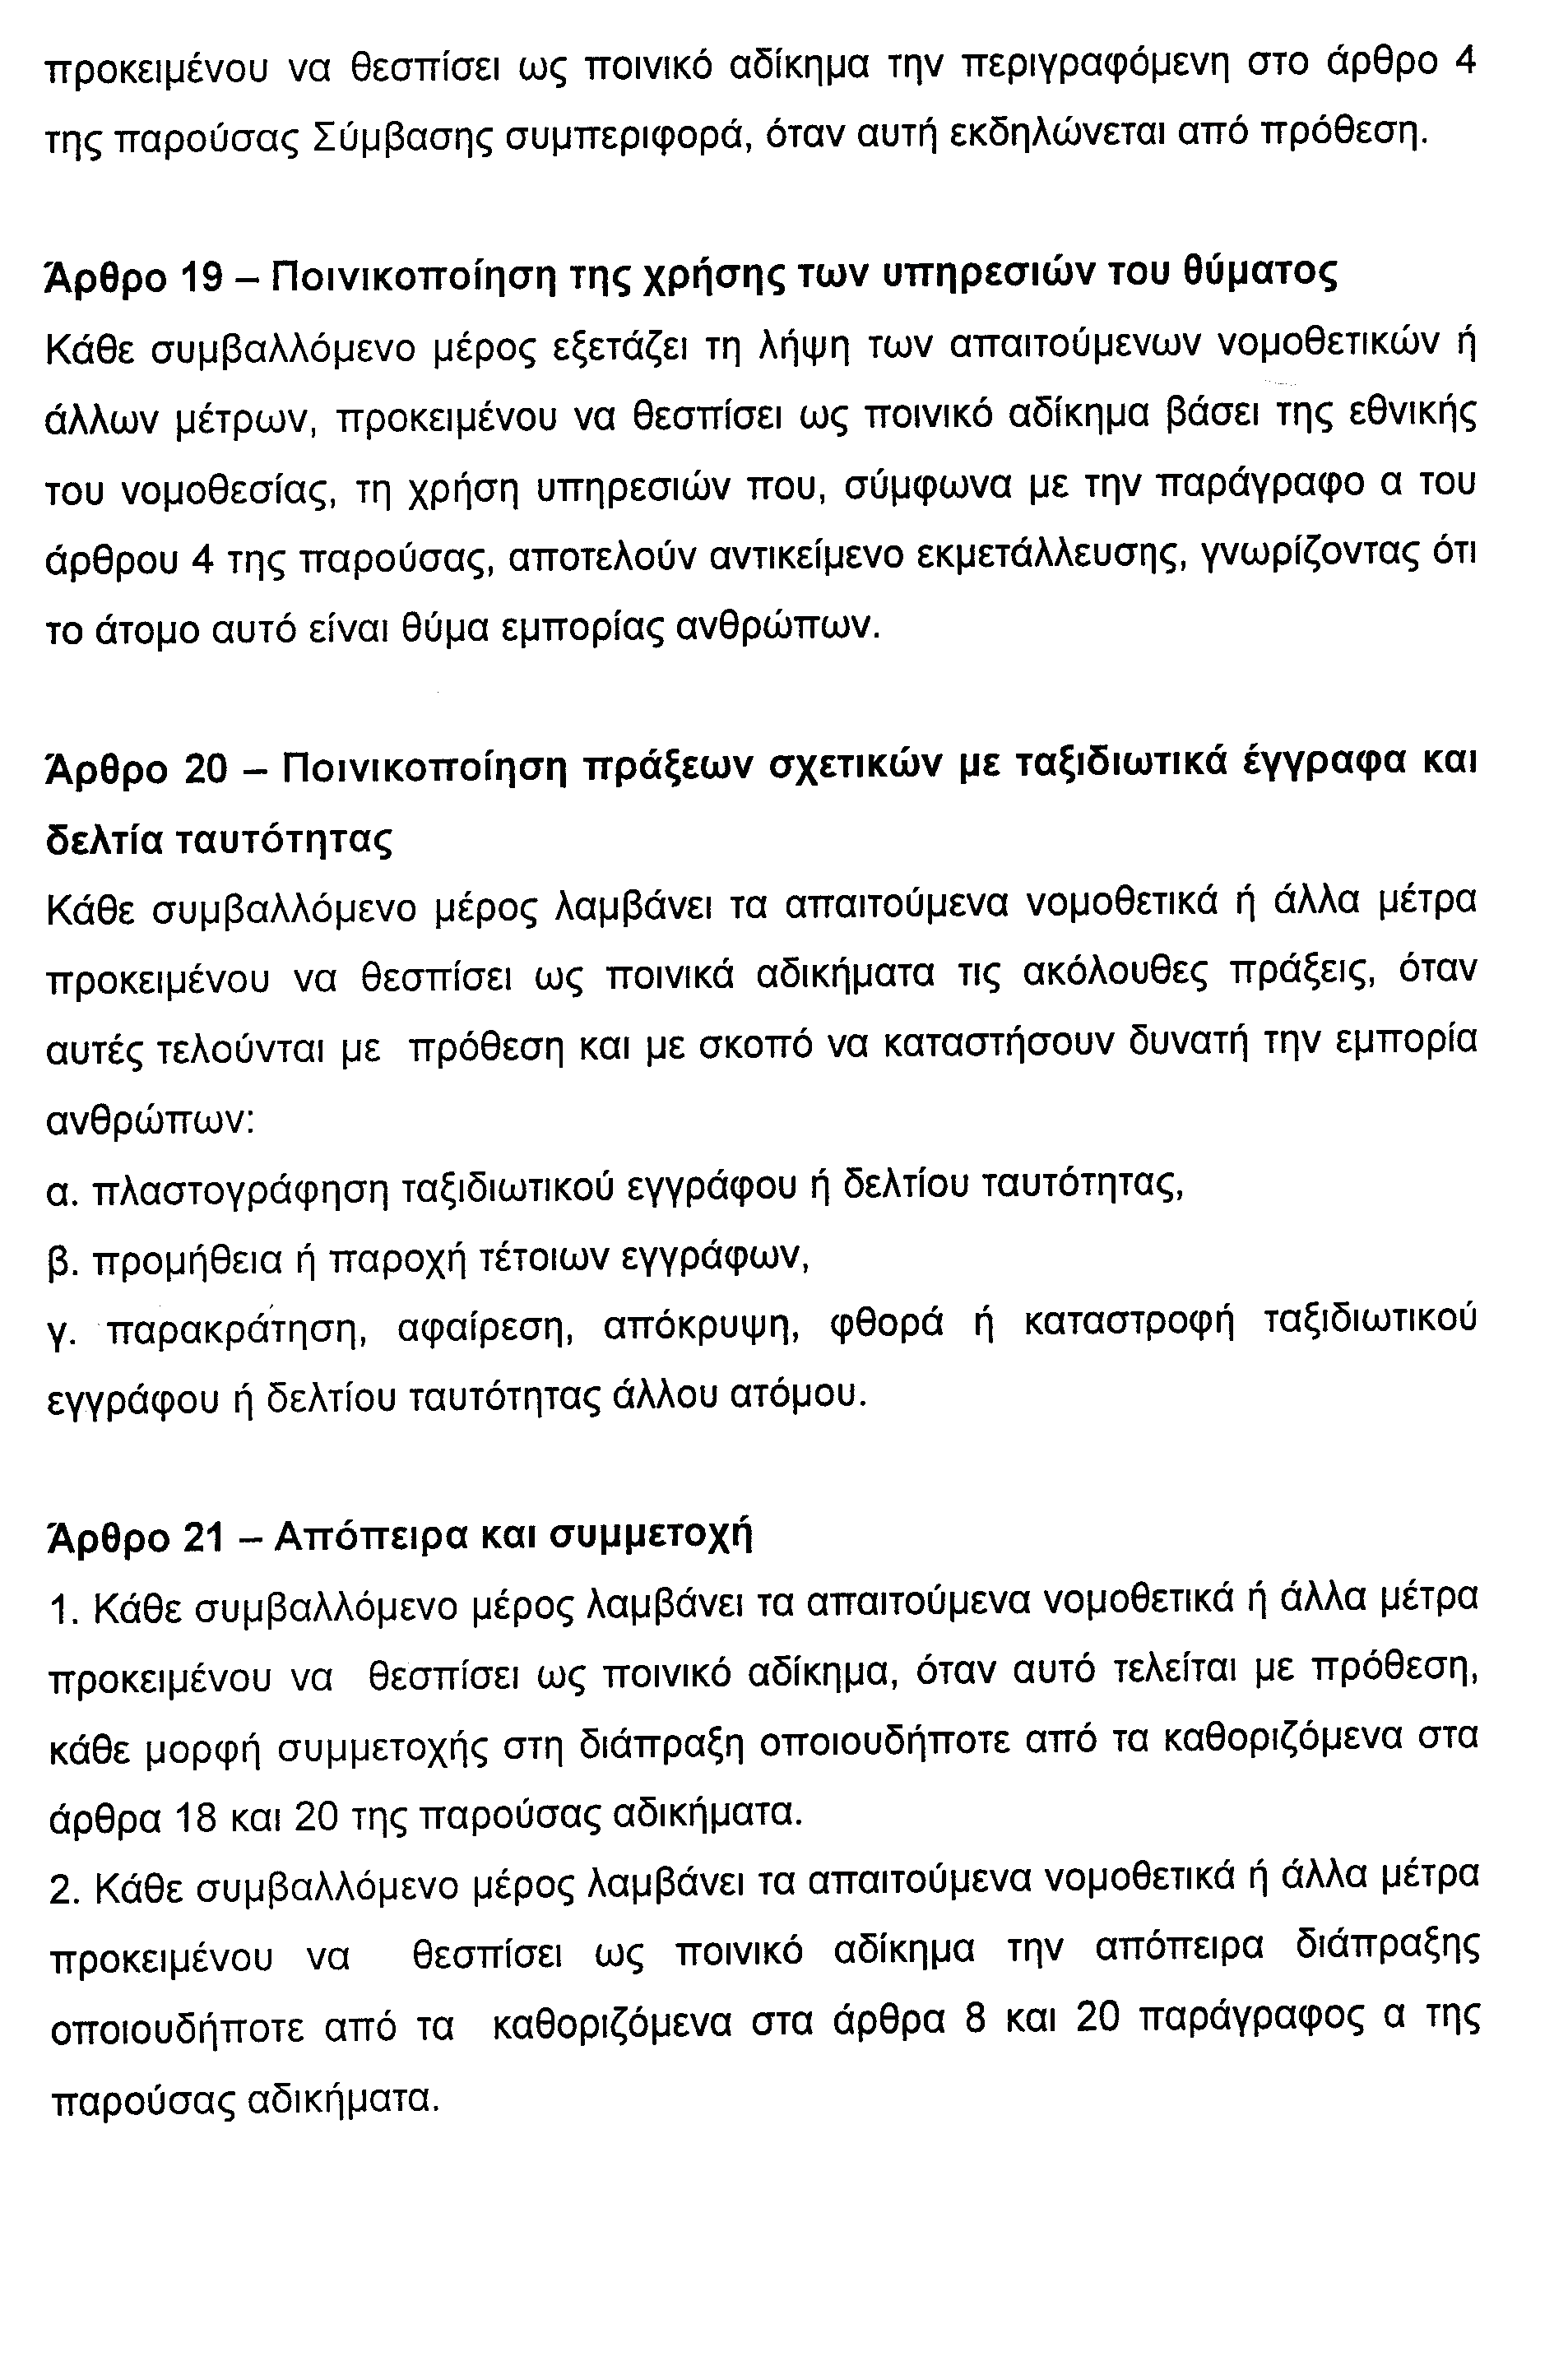 προκειμένου να θεσπίσει ως ποινικό αδίκημα την περιγραφόμενη στο άρθρο 4
της παρούσας Σύμβασης συμπεριφορά, όταν αυτή εκδηλώνεται από πρόθεση.
Άρθρο 19 – Ποινικοποίηση της χρήσης των υπηρεσιών του θύματος
Κάθε συμβαλλόμενο μέρος εξετάζει τη λήψη των απαιτούμενων νομοθετικών ή
άλλων μέτρων, προκειμένου να θεσπίσει ως ποινικό αδίκημα βάσει της εθνικής
του νομοθεσίας, τη χρήση υπηρεσιών που, σύμφωνα με την παράγραφο α του
άρθρου 4 της παρούσας, αποτελούν αντικείμενο εκμετάλλευσης, γνωρίζοντας ότι
το άτομο αυτό είναι θύμα εμπορίας ανθρώπων.
Άρθρο 20 – Ποινικοποίηση πράξεων σχετικών με ταξιδιωτικά έγγραφα και
δελτία ταυτότητας
Κάθε συμβαλλόμενο μέρος λαμβάνει τα απαιτούμενα νομοθετικά ή άλλα μέτρα
προκειμένου να θεσπίσει ως ποινικά αδικήματα τις ακόλουθες πράξεις, όταν
αυτές τελούνται με πρόθεση και με σκοπό να καταστήσουν δυνατή την εμπορία
ανθρώπων:
α. πλαστογράφηση ταξιδιωτικού εγγράφου ή δελτίου ταυτότητας,
β. προμήθεια ή παροχή τέτοιων εγγράφων,
γ. παρακράτηση, αφαίρεση, απόκρυψη, φθορά ή καταστροφή ταξιδιωτικού
εγγράφου ή δελτίου ταυτότητας άλλου ατόμου.
Άρθρο 21 – Απόπειρα και συμμετοχή
1. Κάθε συμβαλλόμενο μέρος λαμβάνει τα απαιτούμενα νομοθετικά ή άλλα μέτρα
προκειμένου να θεσπίσει ως ποινικό αδίκημα, όταν αυτό τελείται με πρόθεση,
κάθε μορφή συμμετοχής στη διάπραξη οποιουδήποτε από τα καθοριζόμενα στα
άρθρα 18 και 20 της παρούσας αδικήματα.
2. Κάθε συμβαλλόμενο μέρος λαμβάνει τα απαιτούμενα νομοθετικά ή άλλα μέτρα
προκειμένου να θεσπίσει ως ποινικό αδίκημα την απόπειρα διάπραξης
οποιουδήποτε από τα καθοριζόμενα στα άρθρα 8 και 20 παράγραφος α της
παρούσας αδικήματα.